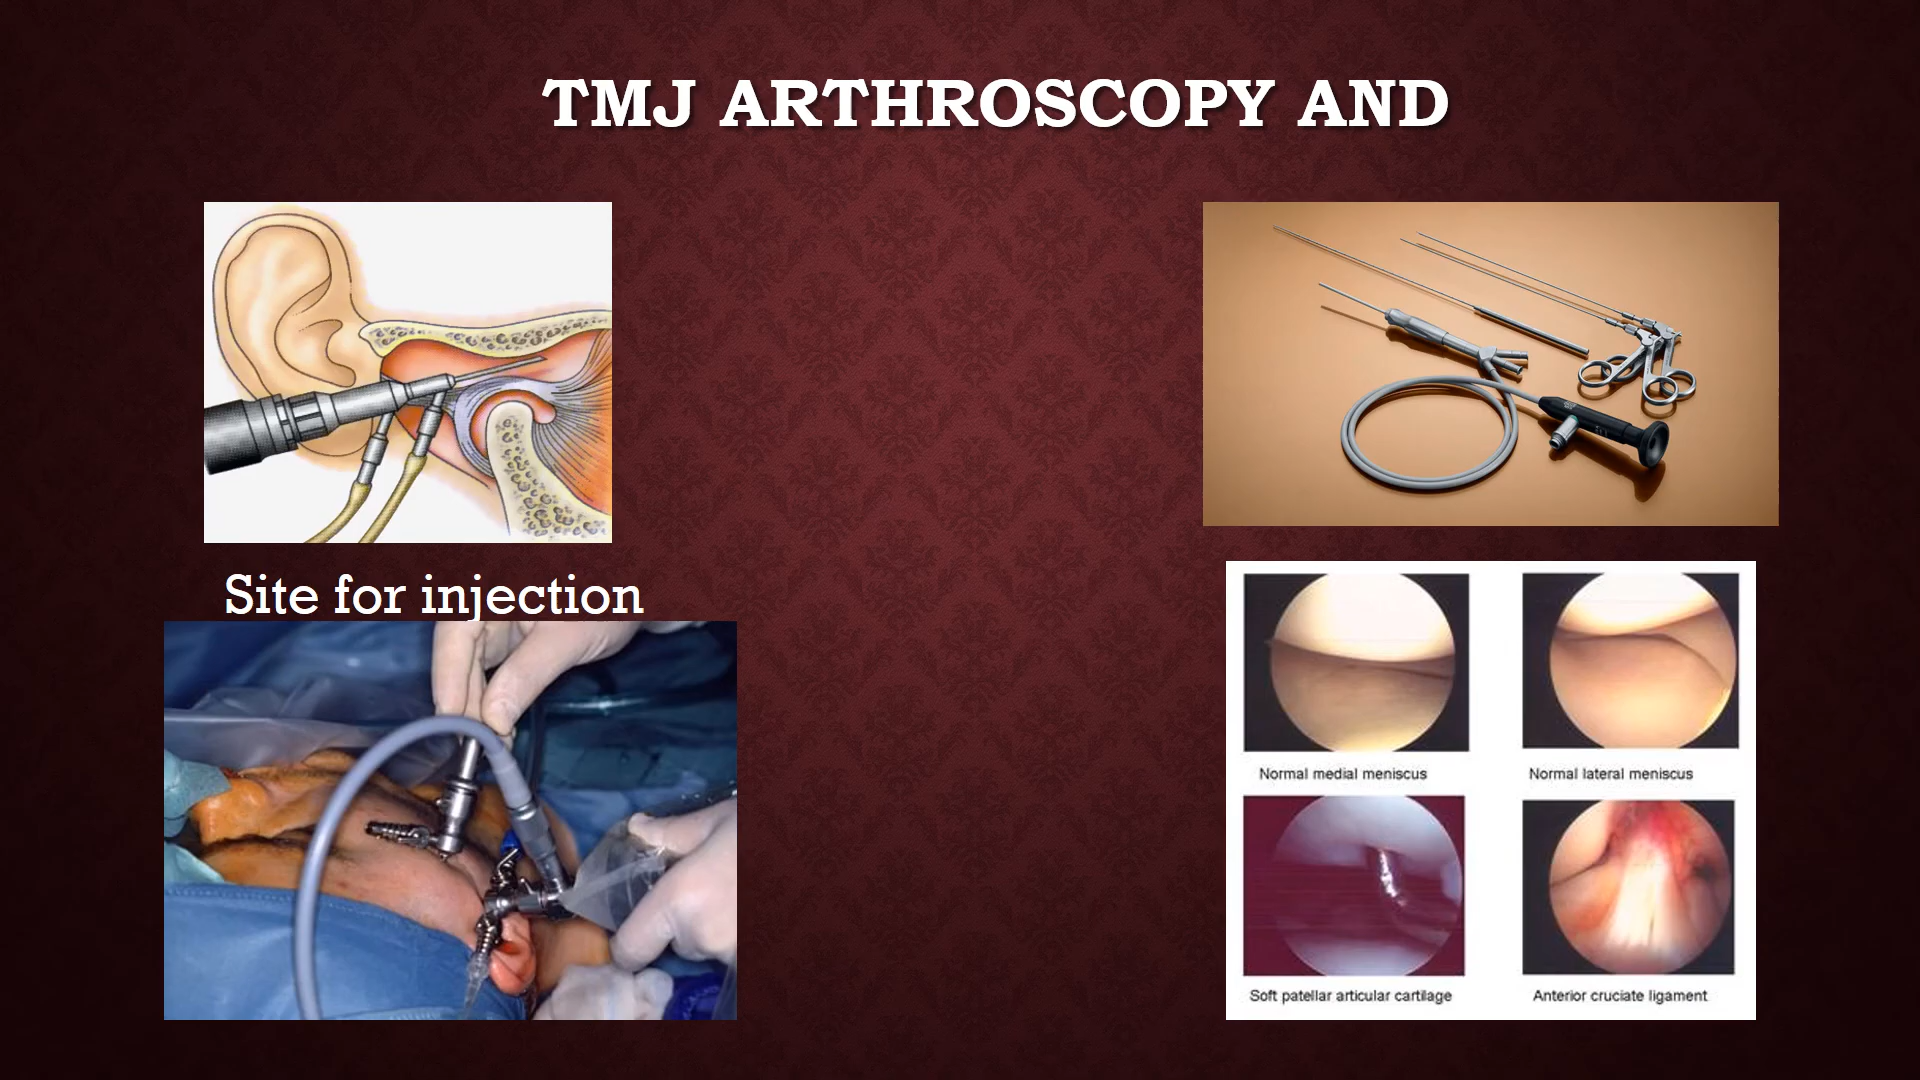 TMJ ARTHROSCOPY AND
Site for injection
Normal medial meniscus
Normal lateral meniscus
Soft patellar articular cartilage
Anterior cruciate ligament